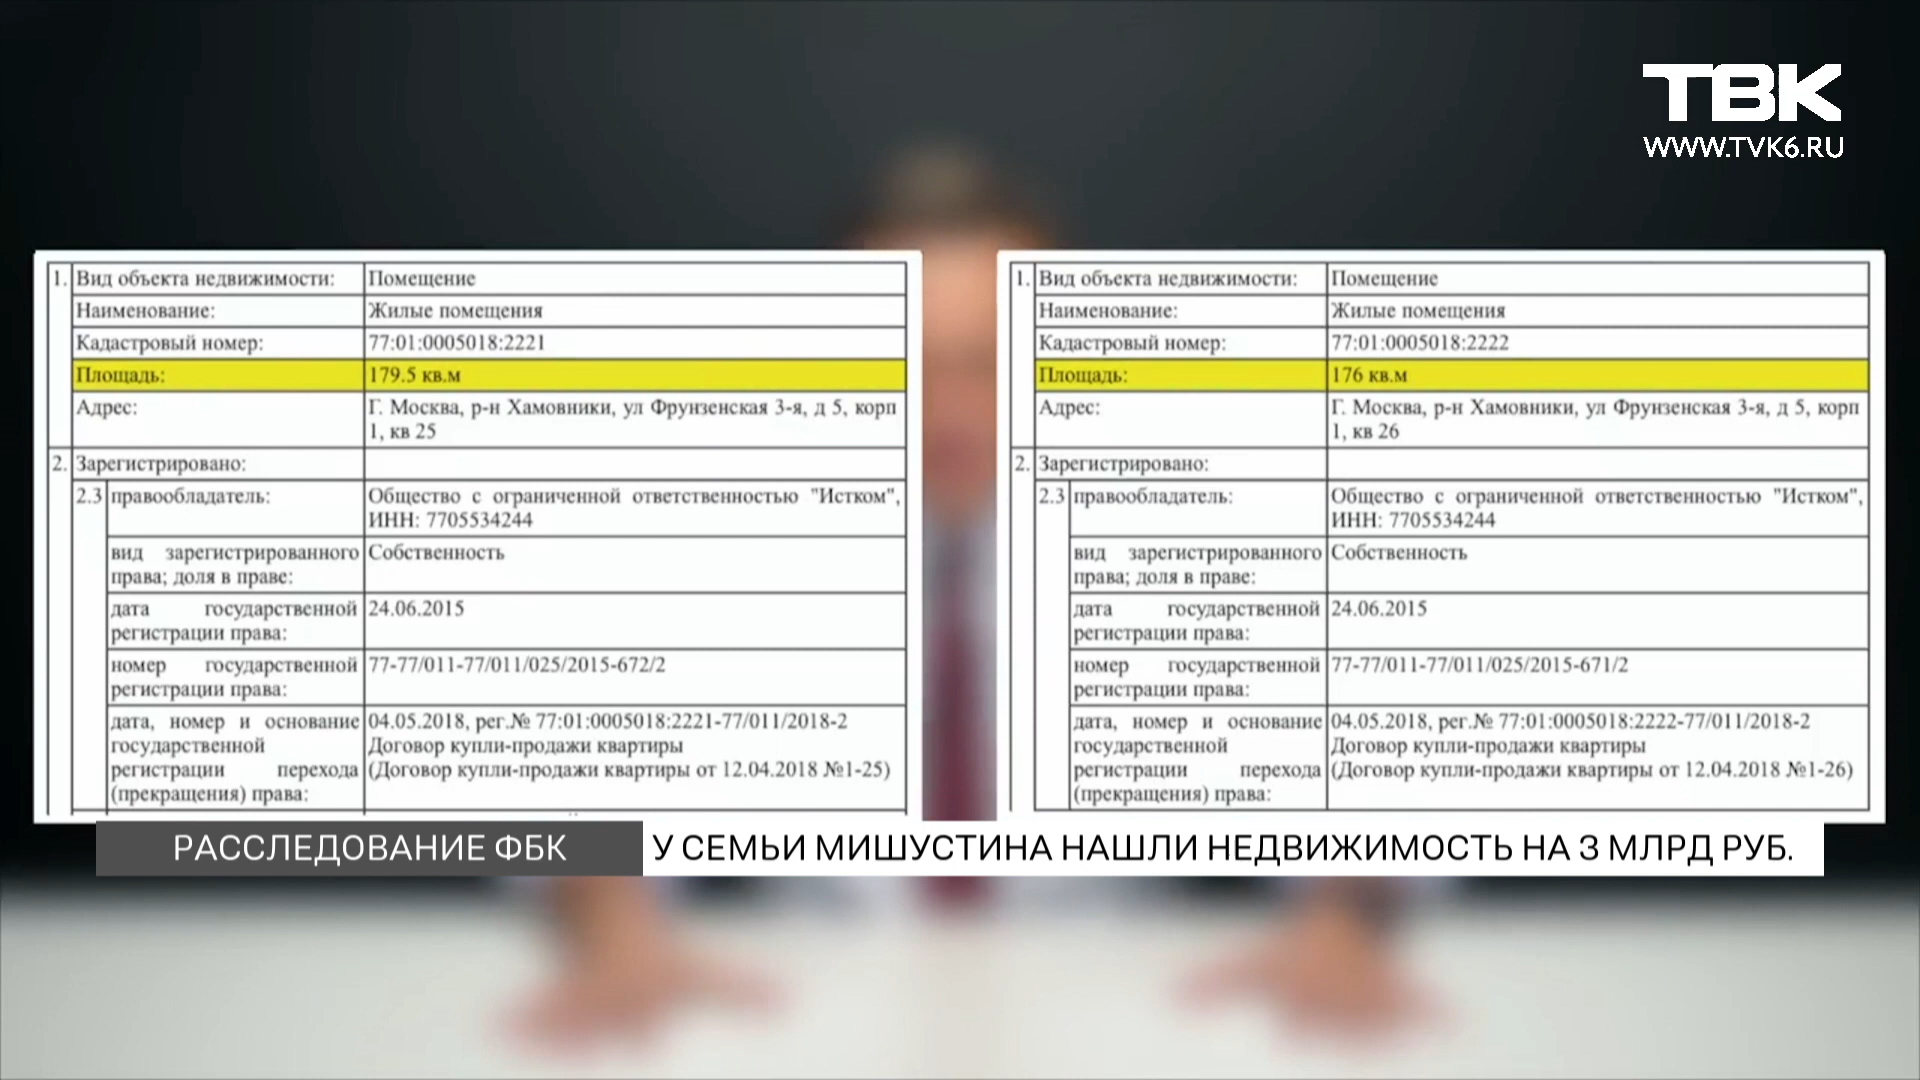 ТВК
WWW.TVK6.RU
1. Вид объекта недвижимости: Помещение
Наименование: Жилые помещения
Кадастровый номер: 77:01:0005018:2221
Площадь: 179.5 кв.м
Адрес: Г. Москва, р-н Хамовники, ул Фрунзенская 3-я, д 5, корп
1, кв 25
2. Зарегистрировано:
2.3 правообладатель: Общество с ограниченной ответственностью "Истком",
ИНН: 7705534244
вид зарегистрированного Собственность
права; доля в праве:
дата государственной 24.06.2015
регистрации права:
номер государственной 77-77/011-77/011/025/2015-672/2
регистрации права:
дата, номер и основание 04.05.2018, рег.№ 77:01:0005018:2221-77/011/2018-2
государственной Договор купли-продажи квартиры
регистрации перехода (Договор купли-продажи квартиры от 12.04.2018 №1-25)
(прекращения) права:
1. Вид объекта недвижимости: Помещение
Наименование: Жилые помещения
Кадастровый номер: 77:01:0005018:2222
Площадь: 176 кв.м
Адрес: Г. Москва, р-н Хамовники, ул Фрунзенская 3-я, д 5, корп
1, кв 26
2. Зарегистрировано:
2.3 правообладатель: Общество с ограниченной ответственностью "Истком",
ИНН: 7705534244
вид зарегистрированного Собственность
права; доля в праве:
дата государственной 24.06.2015
регистрации права:
номер государственной 77-77/011-77/011/025/2015-671/2
регистрации права:
дата, номер и основание 04.05.2018, рег.№ 77:01:0005018:2222-77/011/2018-2
государственной Договор купли-продажи квартиры
регистрации перехода (Договор купли-продажи квартиры от 12.04.2018 №1-26)
(прекращения) права:
РАССЛЕДОВАНИЕ ФБК У СЕМЬИ МИШУСТИНА НАШЛИ НЕДВИЖИМОСТЬ НА 3 МЛРД РУБ.